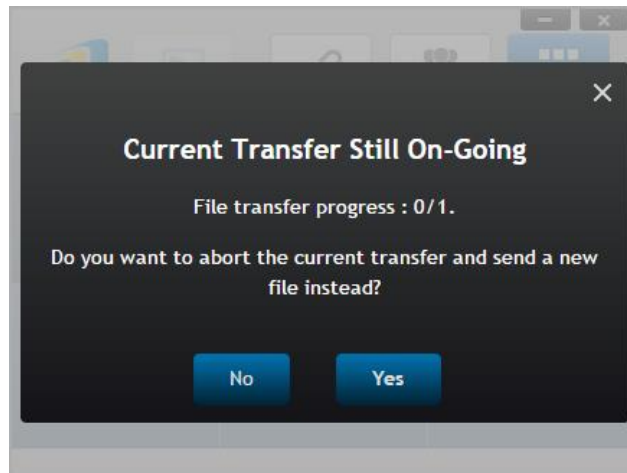 Current Transfer Still On-Going
File transfer progress : 0/1.
Do you want to abort the current transfer and send a new
file instead?
No
Yes